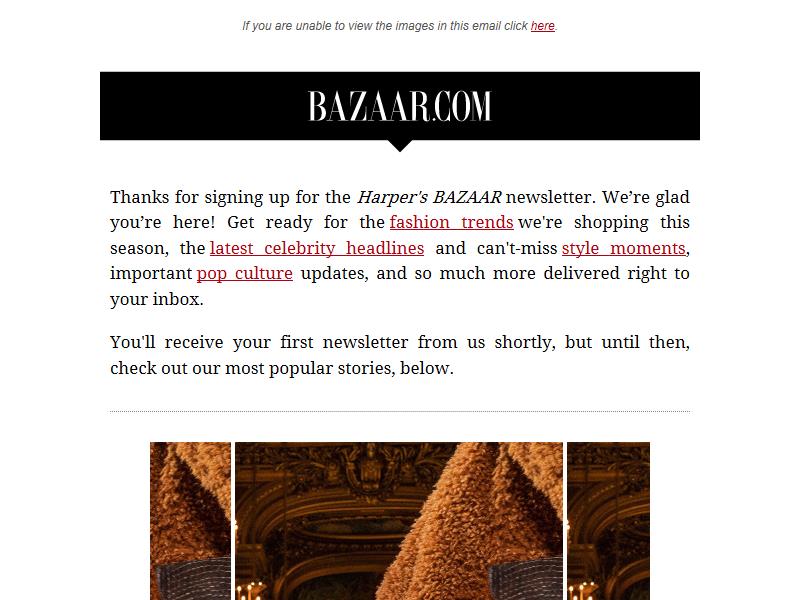 If you are unable to view the images in this email click here.
BAZAAR.COM
Thanks for signing up for the Harper's BAZAAR newsletter. We’re glad
you’re here! Get ready for the fashion trends we're shopping this
season, the latest celebrity headlines and can't-miss style moments,
important pop culture updates, and so much more delivered right to
your inbox.
You'll receive your first newsletter from us shortly, but until then,
check out our most popular stories, below.